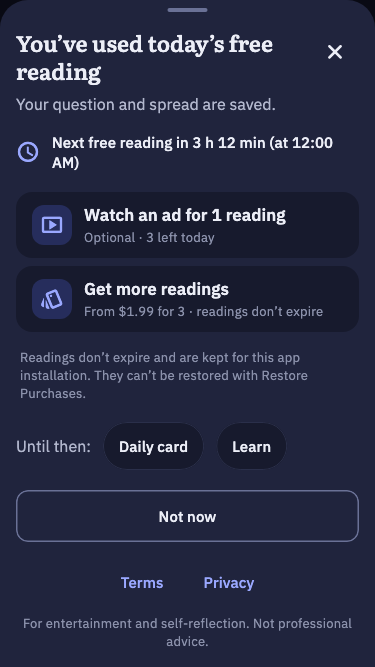 You’ve used today’s free
reading
Your question and spread are saved.
Next free reading in 3 h 12 min (at 12:00
AM)
Watch an ad for 1 reading
Optional · 3 left today
Get more readings
From $1.99 for 3 · readings don’t expire
Readings don’t expire and are kept for this app
installation. They can’t be restored with Restore
Purchases.
Until then: Daily card Learn
Not now
Terms Privacy
For entertainment and self-reflection. Not professional
advice.